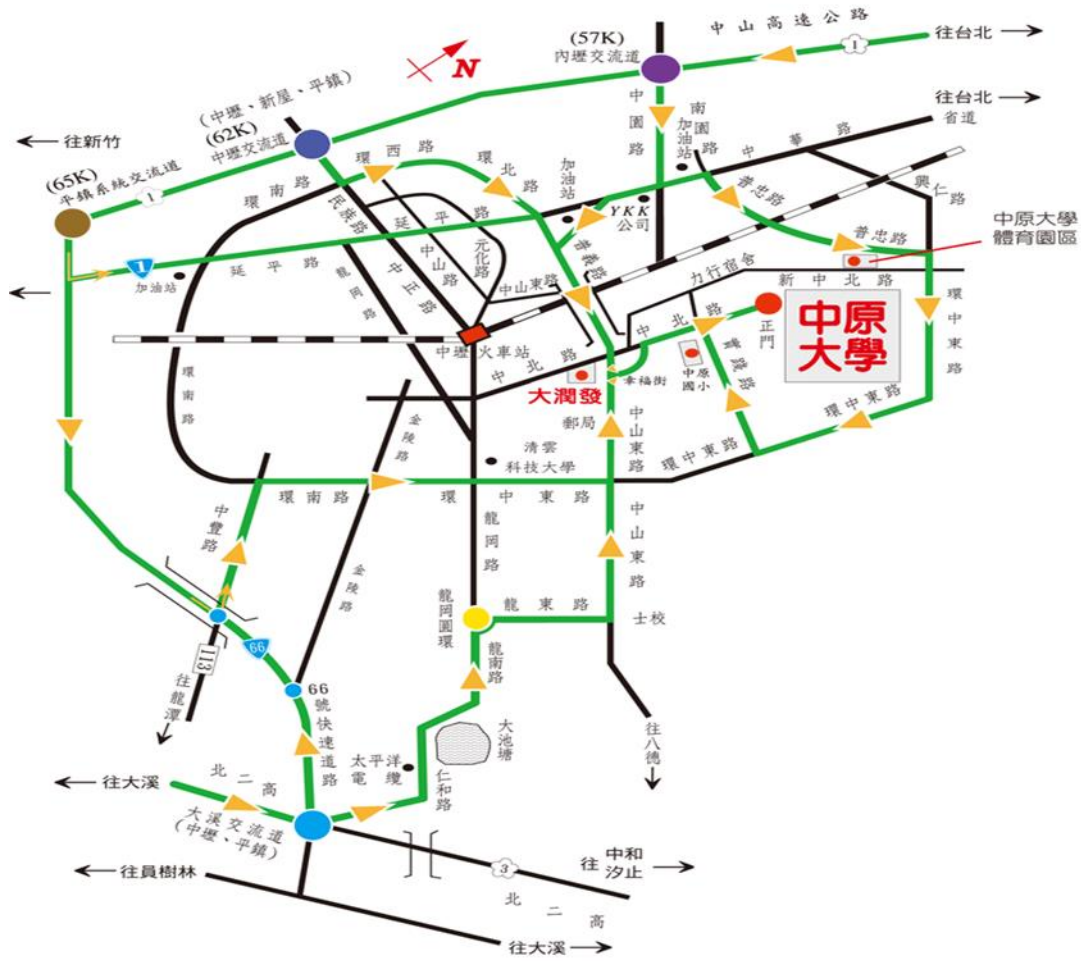 (57K)
內壢交流道
中山高速公路
1
往台北
N
(中壢、新屋、平鎮)
(62K)
中壢交流道
往新竹
(65K)
平鎮系統交流道
1
環南路
環西路
環北路
加油站
中園路
南園路
加油站
中華路
往台北
省道
興仁路
民族路
延平路
YKK
公司
普忠路
普忠路
中原大學
體育園區
1
延平路
加油站
龍岡路
中正路
中山路
元化路
中山東路
普義路
力行宿舍
新中北路
環中東路
中壢火車站
中北路
中北路
正門
中原
大學
環南路
大潤發
幸福街
中原
國小
實踐路
郵局
中山東路
環中東路
環中東路
金陵路
清雲
科技大學
環南路
環中東路
中豐路
龍岡路
中山東路
金陵路
龍岡圓環
龍東路
士校
66
113
往龍潭
66
號快速道路
龍南路
大池塘
往八德
太平洋
電纜
仁和路
往大溪
北二高
大溪交流道
(中壢、平鎮)
往員樹林
3
往
中和
汐止
北二高
往大溪